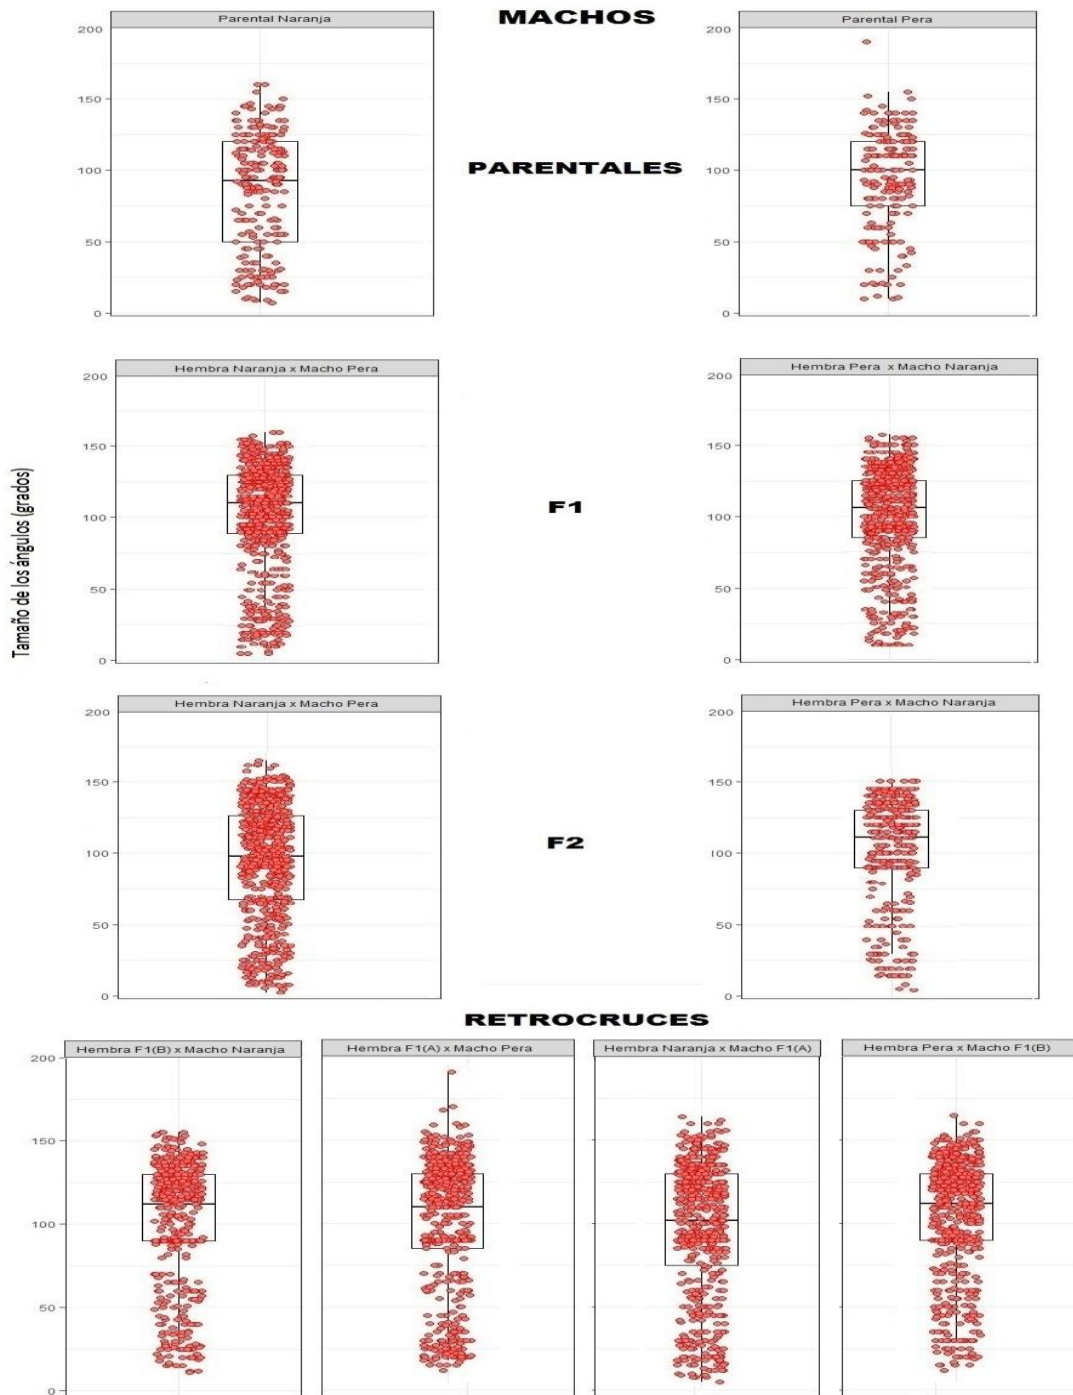 MACHOS
Parental Naranja
Parental Pera
200
150
100
50
0
200
150
100
50
0
PARENTALES
Tamaño de los ángulos (grados)
Hembra Naranja x Macho Pera
Hembra Pera x Macho Naranja
200
150
100
50
0
200
150
100
50
0
F1
Hembra Naranja x Macho Pera
Hembra Pera x Macho Naranja
200
150
100
50
0
200
150
100
50
0
F2
RETROCRUCES
Hembra F1(B) x Macho Naranja
Hembra F1(A) x Macho Pera
Hembra Naranja x Macho F1(A)
Hembra Pera x Macho F1(B)
200
150
100
50
0